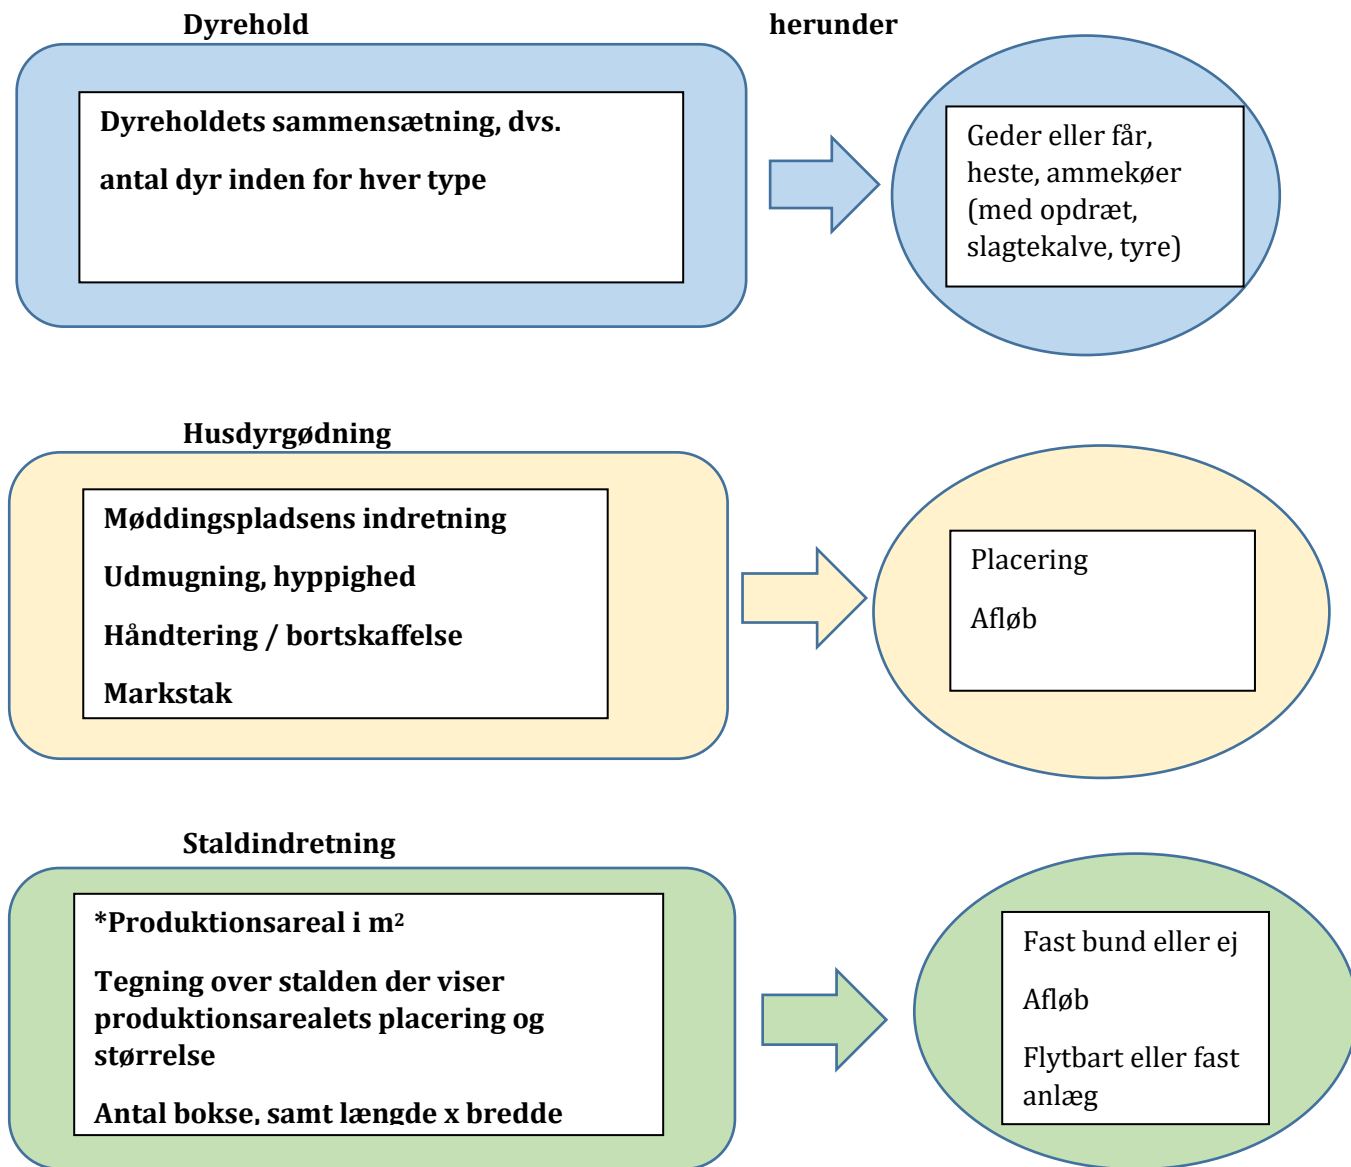 Dyrehold herunder
Dyreholdets sammensætning, dvs.
antal dyr inden for hver type
Geder eller får,
heste, ammekøer
(med opdræt,
slagtekalve, tyre)
Husdyrgødning
Møddingspladsens indretning
Udmugning, hyppighed
Håndtering / bortskaffelse
Markstak
Placering
Afløb
Staldindretning
*Produktionsareal i m²
Tegning over stalden der viser
produktionsarealets placering og
størrelse
Antal bokse, samt længde x bredde
Fast bund eller ej
Afløb
Flytbart eller fast
anlæg